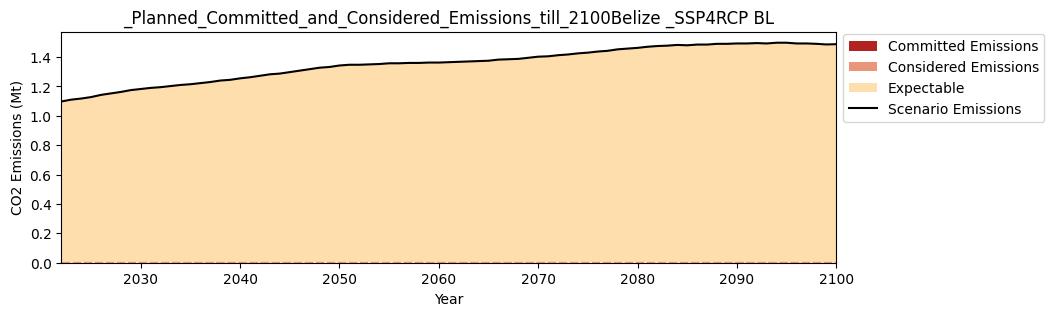 _Planned_Committed_and_Considered_Emissions_till_2100Belize _SSP4RCP BL
CO2 Emissions (Mt)
1.4
1.2
1.0
0.8
0.6
0.4
0.2
0.0
2030 2040 2050 2060 2070 2080 2090 2100
Year
Committed Emissions
Considered Emissions
Expectable
Scenario Emissions